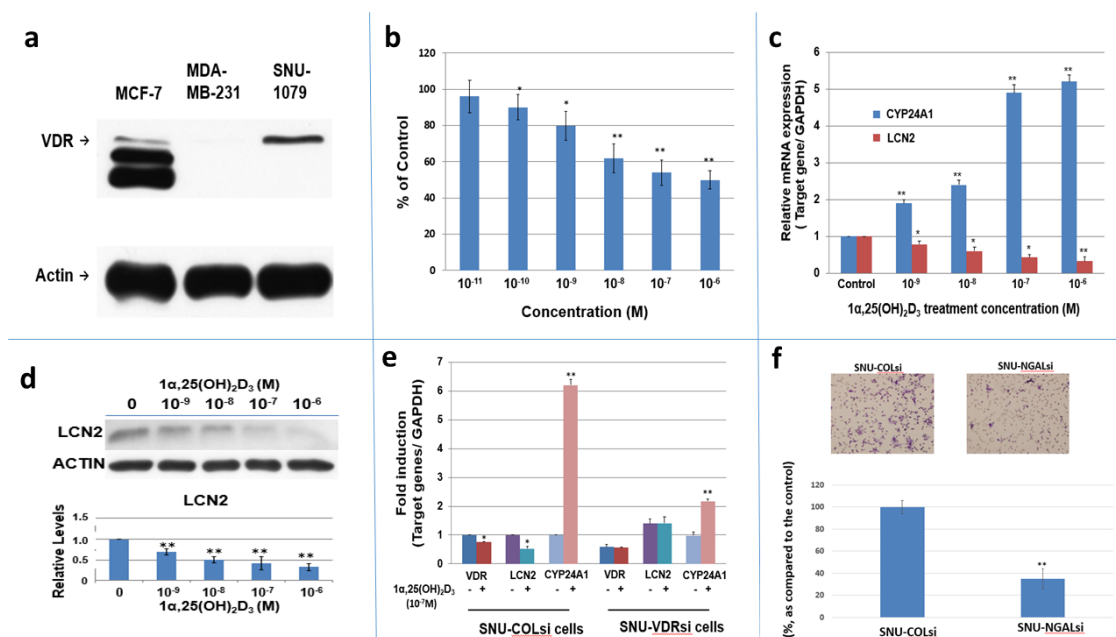 a
MCF-7
MDA-
MB-231
SNU-
1079
VDR →
Actin →
b
% of Control
120
100
80
60
40
20
0
* * ** ** **
10-11 10-10 10-9 10-8 10-7 10-6
Concentration (M)
c
Relative mRNA expression
( Target gene/ GAPDH)
6
5
4
3
2
1
0
CYP24A1
LCN2
** ** ** **
* * * **
Control 10-9 10-8 10-7 10-6
1α,25(OH)2D3 treatment concentration (M)
d
1α,25(OH)2D3 (M)
0 10-9 10-8 10-7 10-6
LCN2
ACTIN
LCN2
Relative Levels
1.0
0.5
0
** ** ** **
0 10-9 10-8 10-7 10-6
1α,25(OH)2D3 (M)
e
Fold induction
(Target genes/ GAPDH)
7
6
5
4
3
2
1
0
* * ** **
VDR LCN2 CYP24A1 VDR LCN2 CYP24A1
1α,25(OH)2D3
(10-7M)
- + - + - + - + - + - +
SNU-COLsi cells SNU-VDRsi cells
f
SNU-COLsi SNU-NGALsi
(%, as compared to the control)
120
100
80
60
40
20
0
**
SNU-COLsi SNU-NGALsi